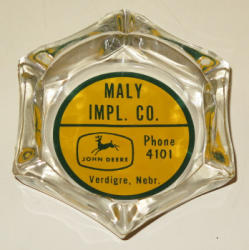 MALY
IMPL. CO.
JOHN DEERE
Phone
4101
Verdigre, Nebr.